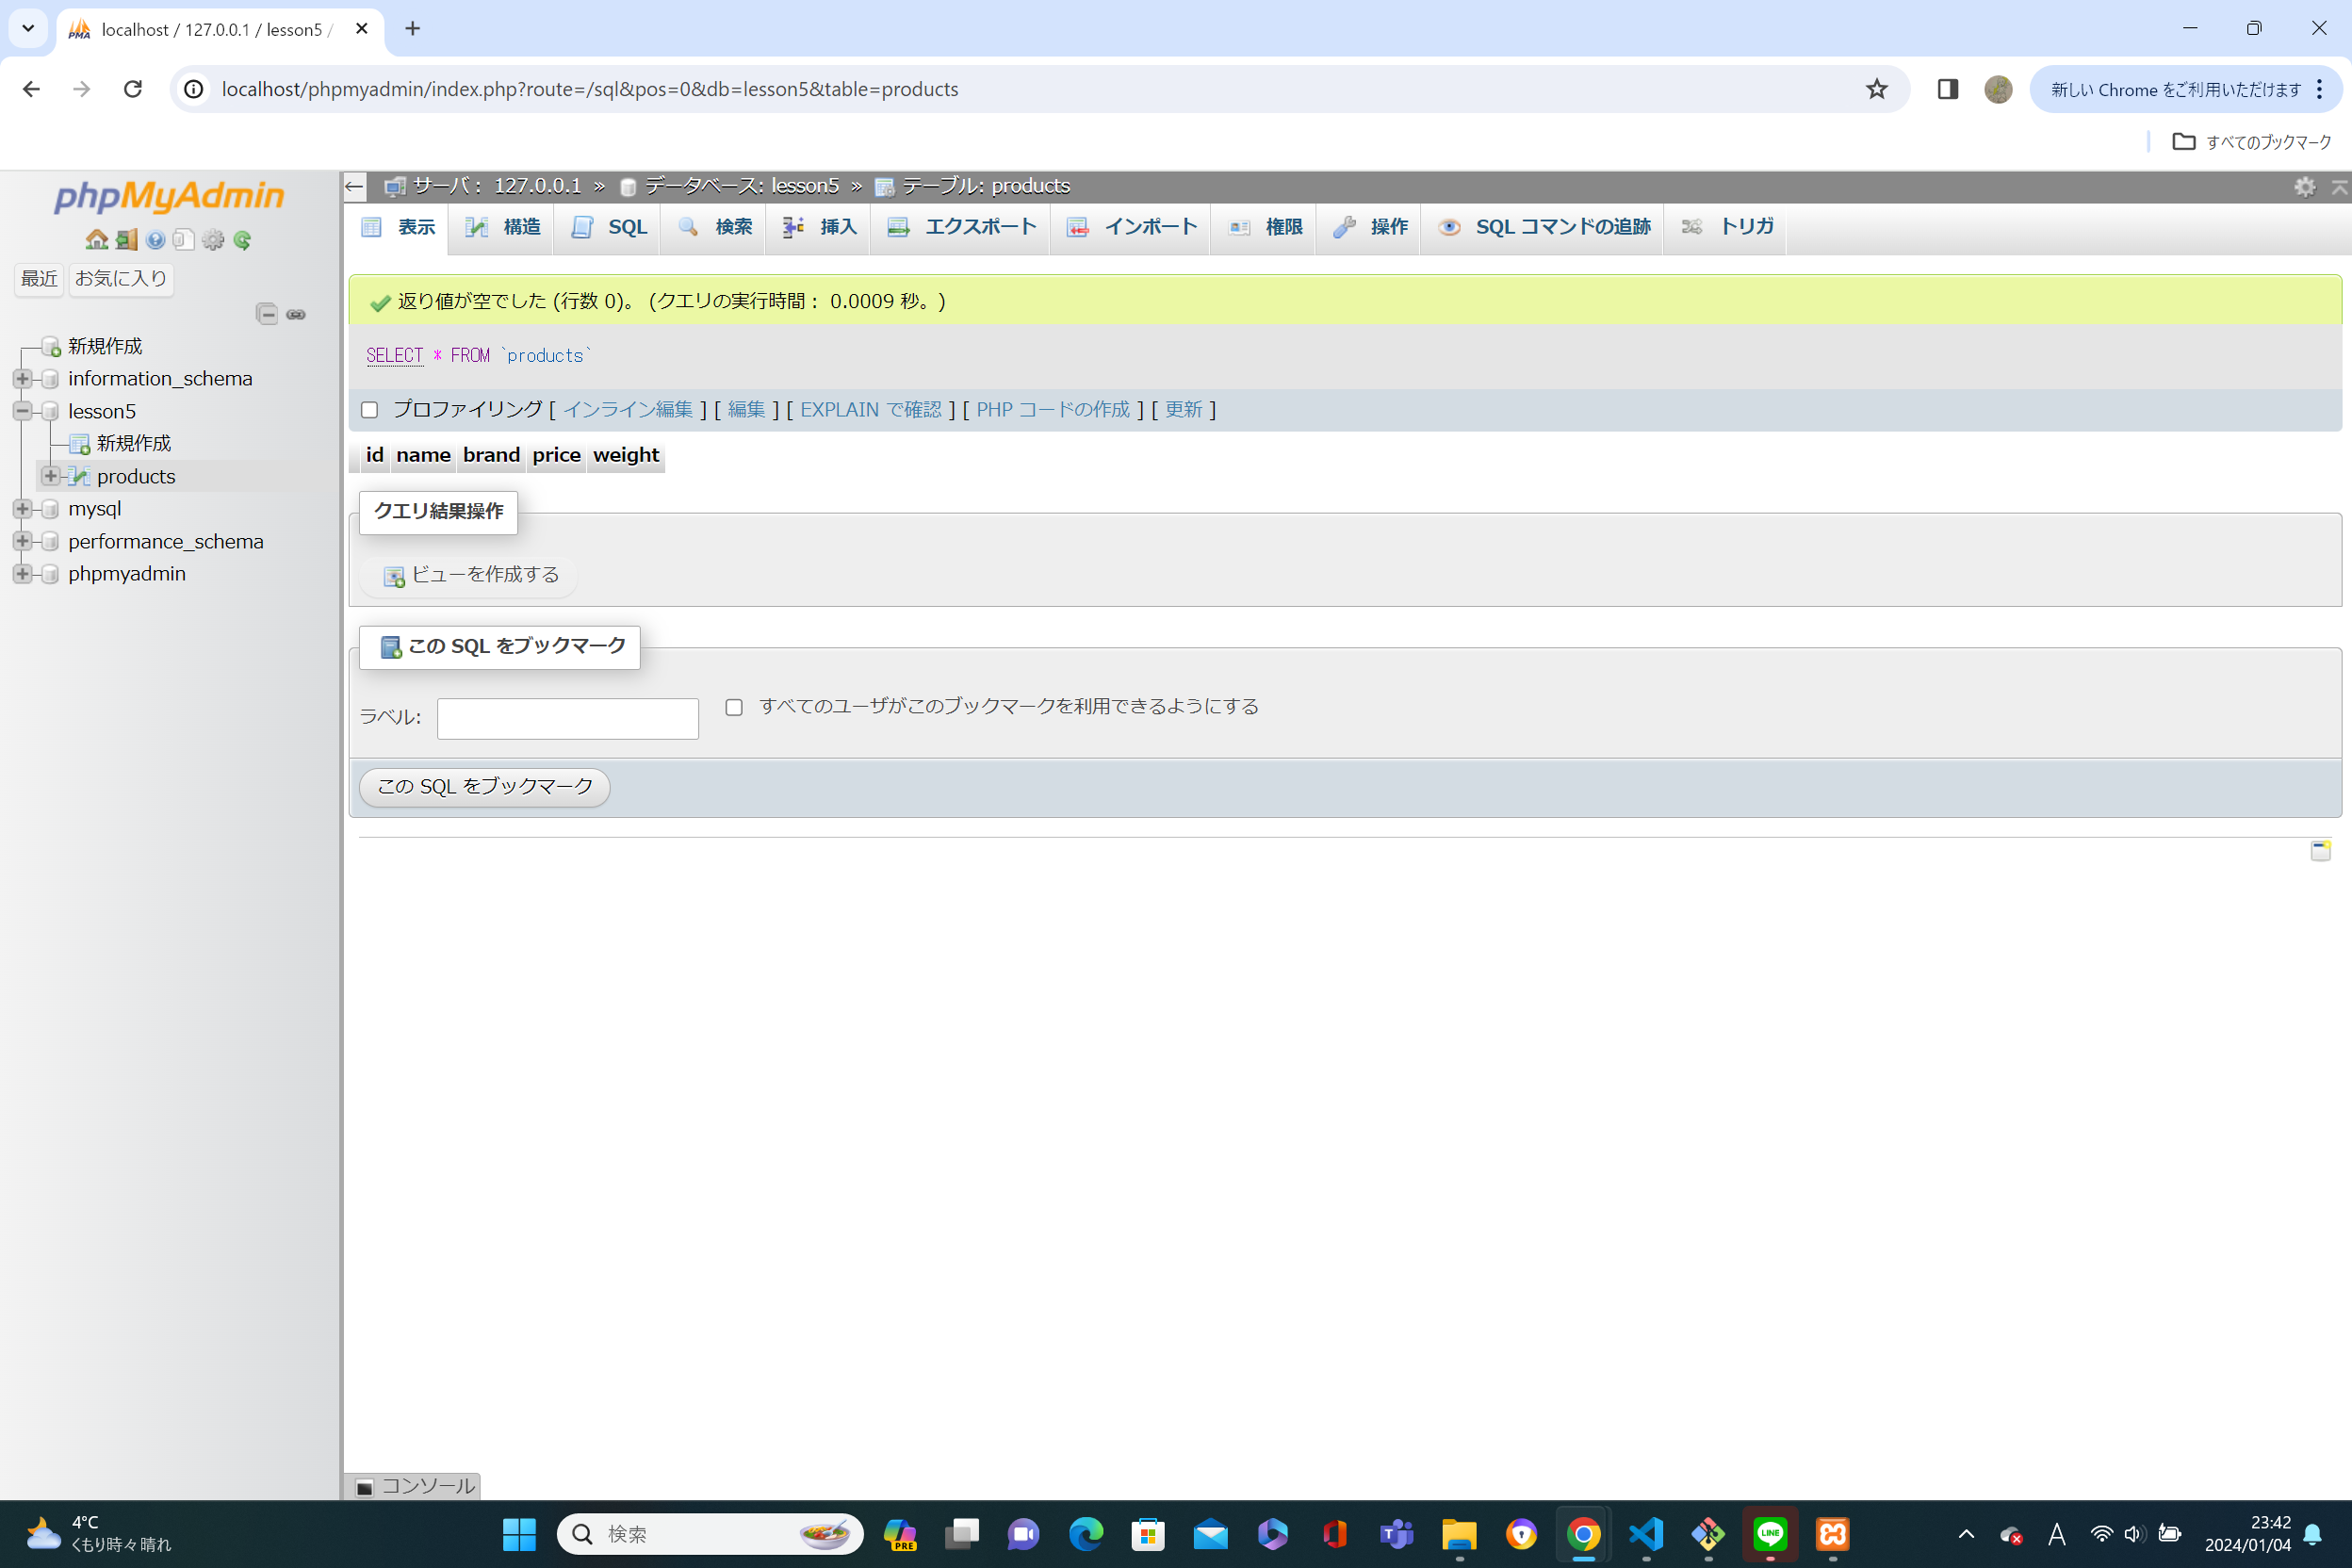 localhost / 127.0.0.1 / lesson5 /
localhost/phpmyadmin/index.php?route=/sql&pos=0&db=lesson5&table=products
新しい Chrome をご利用いただけます
すべてのブックマーク
phpMyAdmin
最近 お気に入り
新規作成
information_schema
lesson5
新規作成
products
mysql
performance_schema
phpmyadmin
サーバ: 127.0.0.1 » データベース: lesson5 » テーブル: products
表示 構造 SQL 検索 挿入 エクスポート インポート 権限 操作 SQL コマンドの追跡 トリガ
返り値が空でした (行数 0)。 (クエリの実行時間: 0.0009 秒。)
SELECT * FROM `products`
プロファイリング [ インライン編集 ] [ 編集 ] [ EXPLAIN で確認 ] [ PHP コードの作成 ] [ 更新 ]
id name brand price weight
クエリ結果操作
ビューを作成する
この SQL をブックマーク
ラベル: すべてのユーザがこのブックマークを利用できるようにする
この SQL をブックマーク
コンソール
4°C
くもり時々晴れ
検索
PRE
LINE
A
23:42
2024/01/04